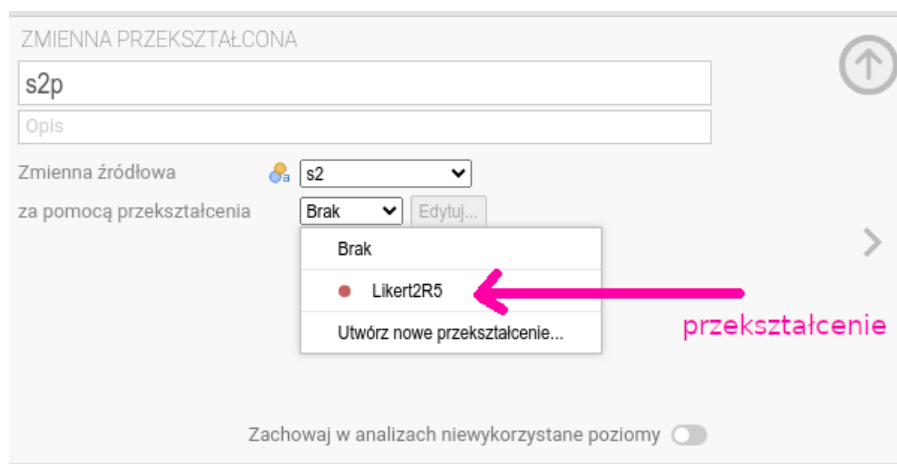 ZMIENNA PRZEKSZTAŁCONA
s2p
Opis
Zmienna źródłowa a s2
za pomocą przekształcenia Brak Edytuj...
Brak
Likert2R5
przekształcenie
Utwórz nowe przekształcenie...
Zachowaj w analizach niewykorzystane poziomy